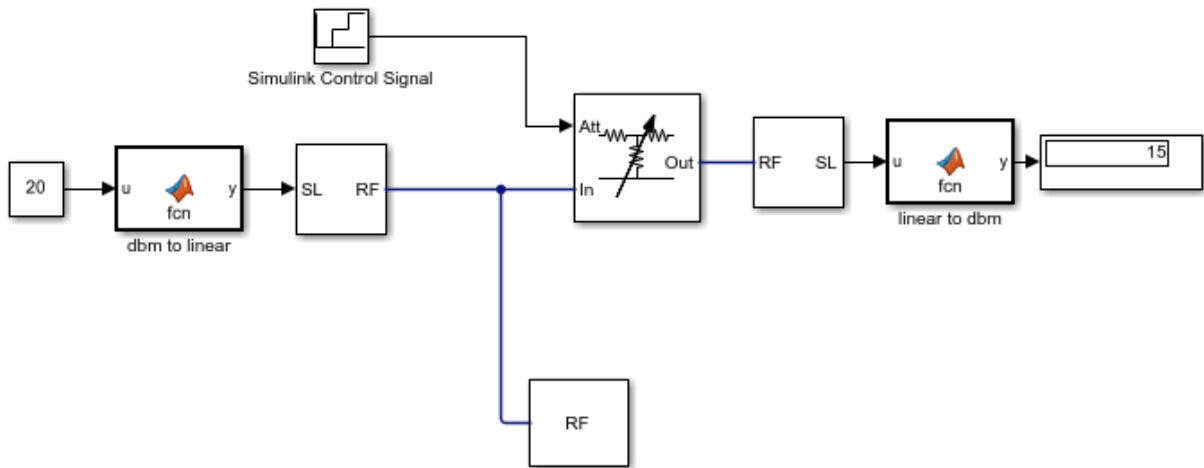 Simulink Control Signal
Att
Out
In
20
u
fcn
y
dbm to linear
SL
RF
RF
SL
u
fcn
y
linear to dbm
15
RF